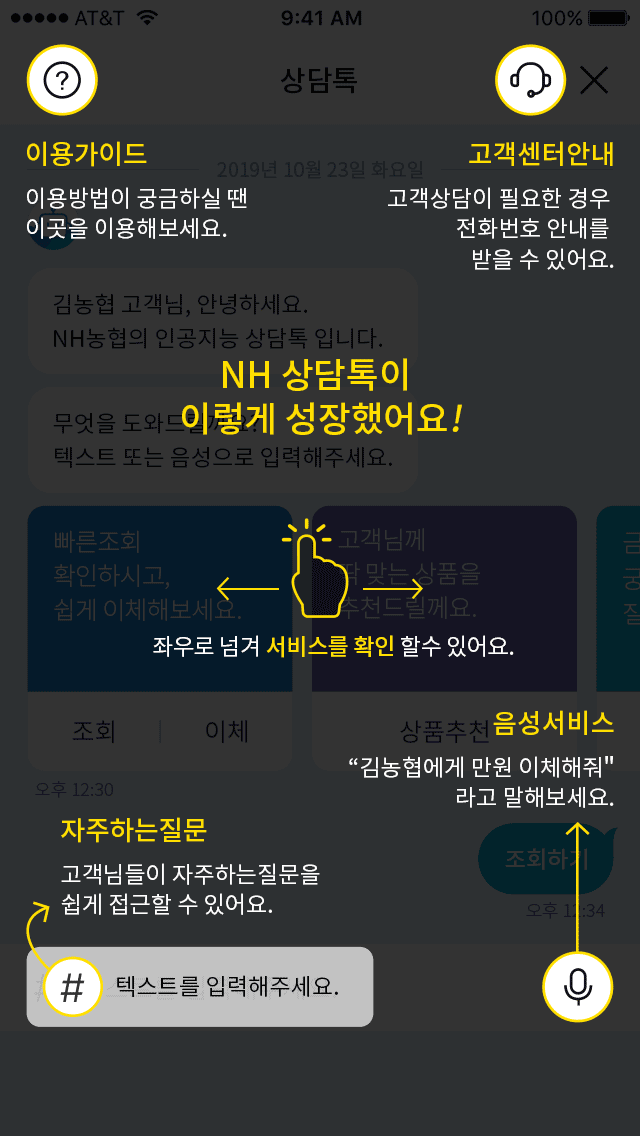 AT&T 9:41 AM 100%
상담톡
이용가이드
이용방법이 궁금하실 땐
이곳을 이용해보세요.
고객센터안내
고객상담이 필요한 경우
전화번호 안내를
받을 수 있어요.
2019년 10월 23일 화요일
김농협 고객님, 안녕하세요.
NH농협의 인공지능 상담톡 입니다.
NH 상담톡이
이렇게 성장했어요!
무엇을 도와드릴까요?
텍스트 또는 음성으로 입력해주세요.
빠른조회
확인하시고,
쉽게 이체해보세요.
고객님께
딱 맞는 상품을
추천드릴께요.
좌우로 넘겨 서비스를 확인 할수 있어요.
조회
이체
상품추천
음성서비스
“김농협에게 만원 이체해줘"
라고 말해보세요.
오후 12:30
자주하는질문
고객님들이 자주하는질문을
쉽게 접근할 수 있어요.
조회하기
오후 12:34
# 텍스트를 입력해주세요.